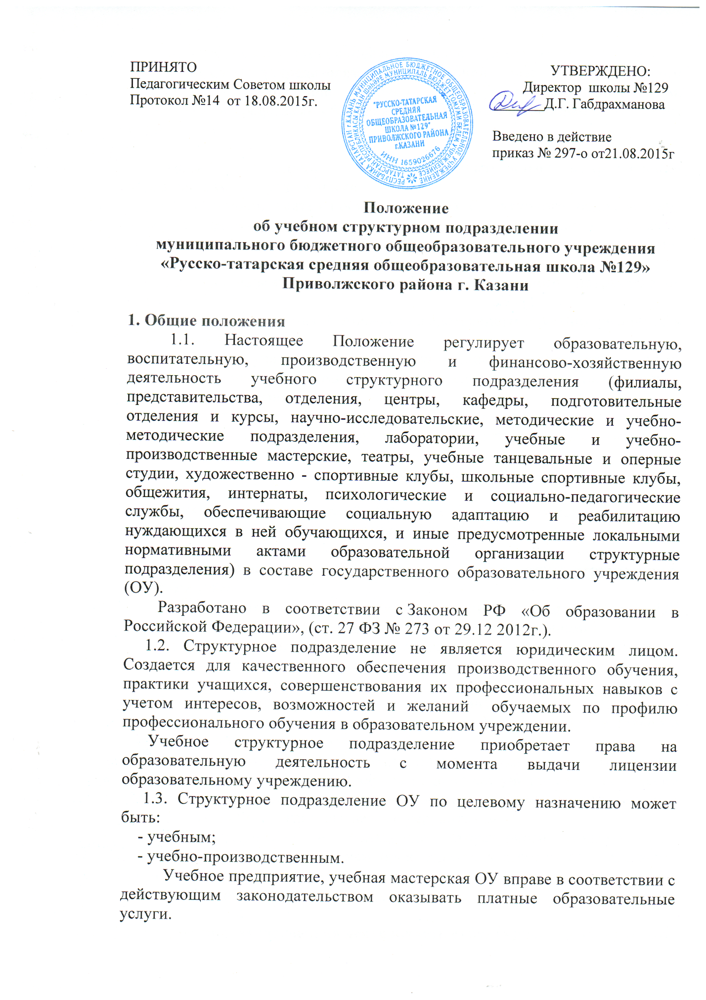 ПРИНЯТО
Педагогическим Советом школы
Протокол №14 от 18.08.2015г.
РЕСПУБЛИКА ТАТАРСТАН г.КАЗАНЬ МУНИЦИПАЛЬНОЕ БЮДЖЕТНОЕ ОБЩЕОБРАЗОВАТЕЛЬНОЕ УЧРЕЖДЕНИЕ
ТАТАРСТАН РЕСПУБЛИКАСЫ КАЗАН ШӘҺӘРЕ МУНИЦИПАЛЬ БЮДЖЕТ ГОМУМИ БЕЛЕМ УЧРЕЖДЕНИЕСЕ
"РУССКО-ТАТАРСКАЯ
СРЕДНЯЯ
ОБЩЕОБРАЗОВАТЕЛЬНАЯ
ШКОЛА №129"
ПРИВОЛЖСКОГО РАЙОНА
г.КАЗАНИ
ИНН 1659026676
УТВЕРЖДЕНО:
Директор школы №129
Д.Г. Габдрахманова
Введено в действие
приказ № 297-о от21.08.2015г
Положение
об учебном структурном подразделении
муниципального бюджетного общеобразовательного учреждения
«Русско-татарская средняя общеобразовательная школа №129»
Приволжского района г. Казани
1. Общие положения
1.1. Настоящее Положение регулирует образовательную,
воспитательную, производственную и финансово-хозяйственную
деятельность учебного структурного подразделения (филиалы,
представительства, отделения, центры, кафедры, подготовительные
отделения и курсы, научно-исследовательские, методические и учебно-
методические подразделения, лаборатории, учебные и учебно-
производственные мастерские, театры, учебные танцевальные и оперные
студии, художественно - спортивные клубы, школьные спортивные клубы,
общежития, интернаты, психологические и социально-педагогические
службы, обеспечивающие социальную адаптацию и реабилитацию
нуждающихся в ней обучающихся, и иные предусмотренные локальными
нормативными актами образовательной организации структурные
подразделения) в составе государственного образовательного учреждения
(ОУ).
Разработано в соответствии с Законом РФ «Об образовании в
Российской Федерации», (ст. 27 ФЗ № 273 от 29.12 2012г.).
1.2. Структурное подразделение не является юридическим лицом.
Создается для качественного обеспечения производственного обучения,
практики учащихся, совершенствования их профессиональных навыков с
учетом интересов, возможностей и желаний обучаемых по профилю
профессионального обучения в образовательном учреждении.
Учебное структурное подразделение приобретает права на
образовательную деятельность с момента выдачи лицензии
образовательному учреждению.
1.3. Структурное подразделение ОУ по целевому назначению может
быть:
- учебным;
- учебно-производственным.
Учебное предприятие, учебная мастерская ОУ вправе в соответствии с
действующим законодательством оказывать платные образовательные
услуги.